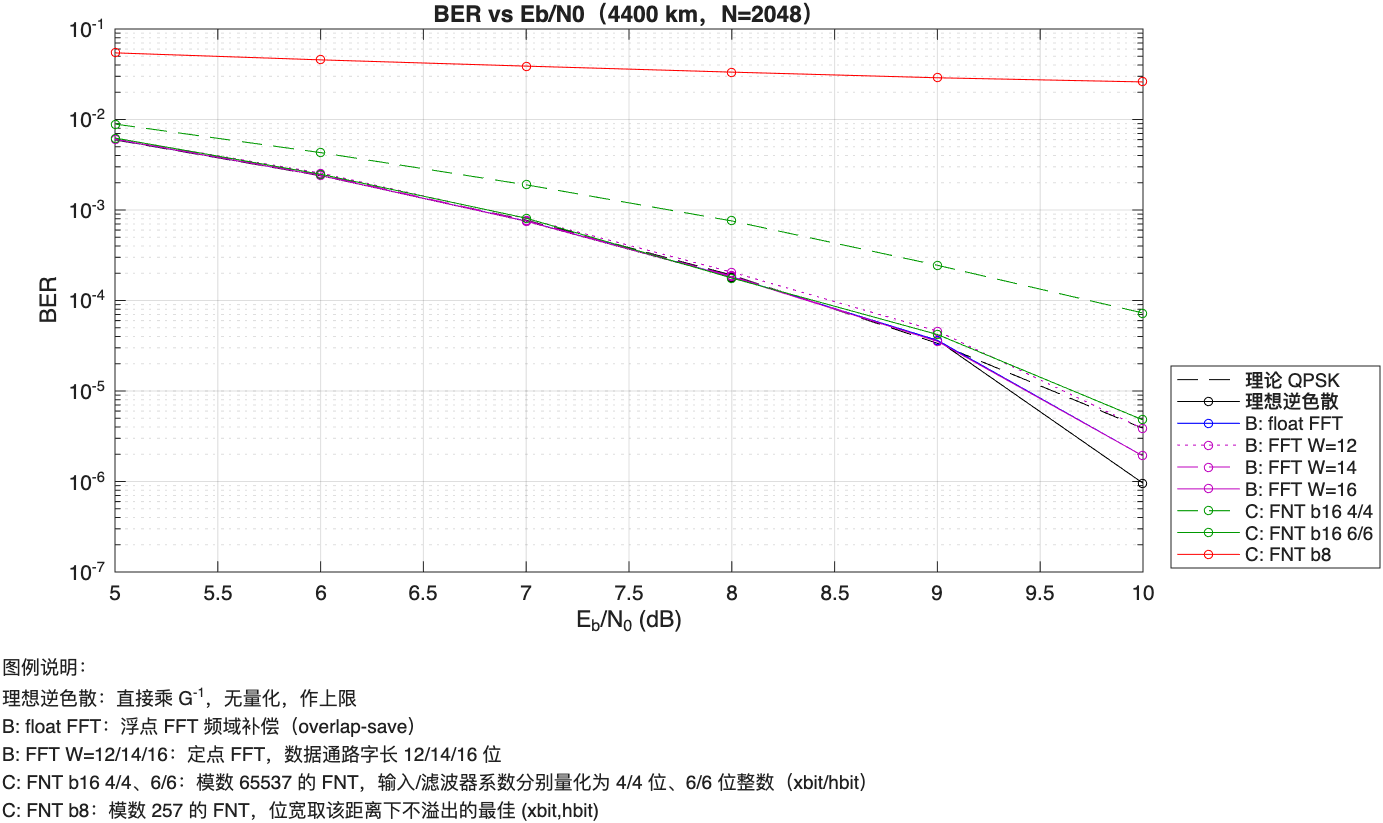 BER vs Eb/N0（4400 km，N=2048）
10⁻¹
10⁻²
10⁻³
10⁻⁴
10⁻⁵
10⁻⁶
10⁻⁷
BER
5 5.5 6 6.5 7 7.5 8 8.5 9 9.5 10
E_b/N_0 (dB)
理论 QPSK
理想逆色散
B: float FFT
B: FFT W=12
B: FFT W=14
B: FFT W=16
C: FNT b16 4/4
C: FNT b16 6/6
C: FNT b8
图例说明：
理想逆色散：直接乘 G⁻¹，无量化，作上限
B: float FFT：浮点 FFT 频域补偿（overlap-save）
B: FFT W=12/14/16：定点 FFT，数据通路字长 12/14/16 位
C: FNT b16 4/4、6/6：模数 65537 的 FNT，输入/滤波器系数分别量化为 4/4 位、6/6 位整数（xbit/hbit）
C: FNT b8：模数 257 的 FNT，位宽取该距离下不溢出的最佳 (xbit,hbit)